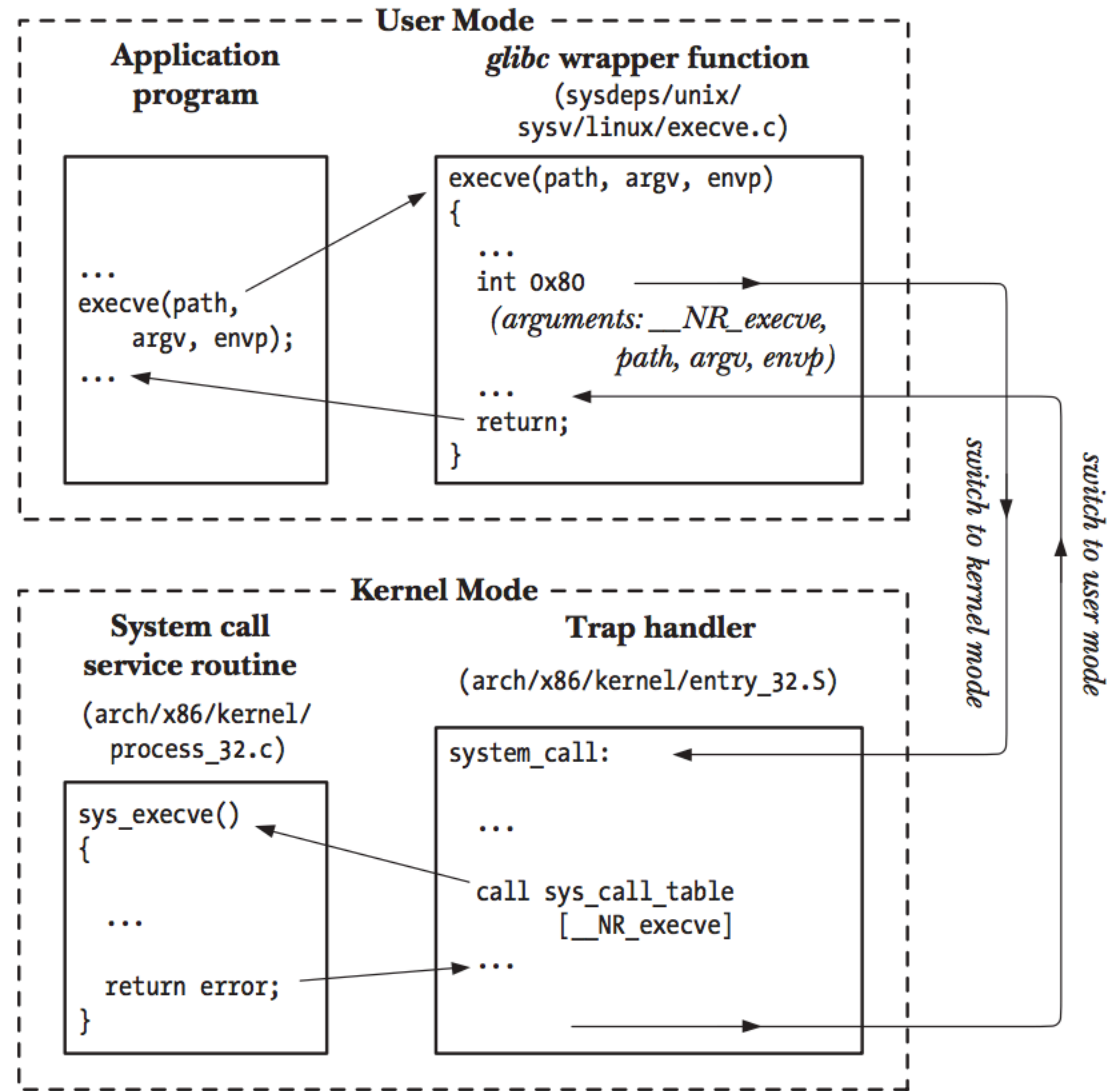 User Mode
Application
program
...
execve(path,
argv, envp);
...
glibc wrapper function
(sysdeps/unix/
sysv/linux/execve.c)
execve(path, argv, envp)
{
...
int 0x80
(arguments: __NR_execve,
path, argv, envp)
...
return;
}
switch to kernel mode
switch to user mode
Kernel Mode
System call
service routine
(arch/x86/kernel/
process_32.c)
sys_execve()
{
...
return error;
}
Trap handler
(arch/x86/kernel/entry_32.S)
system_call:
...
call sys_call_table
[__NR_execve]
...